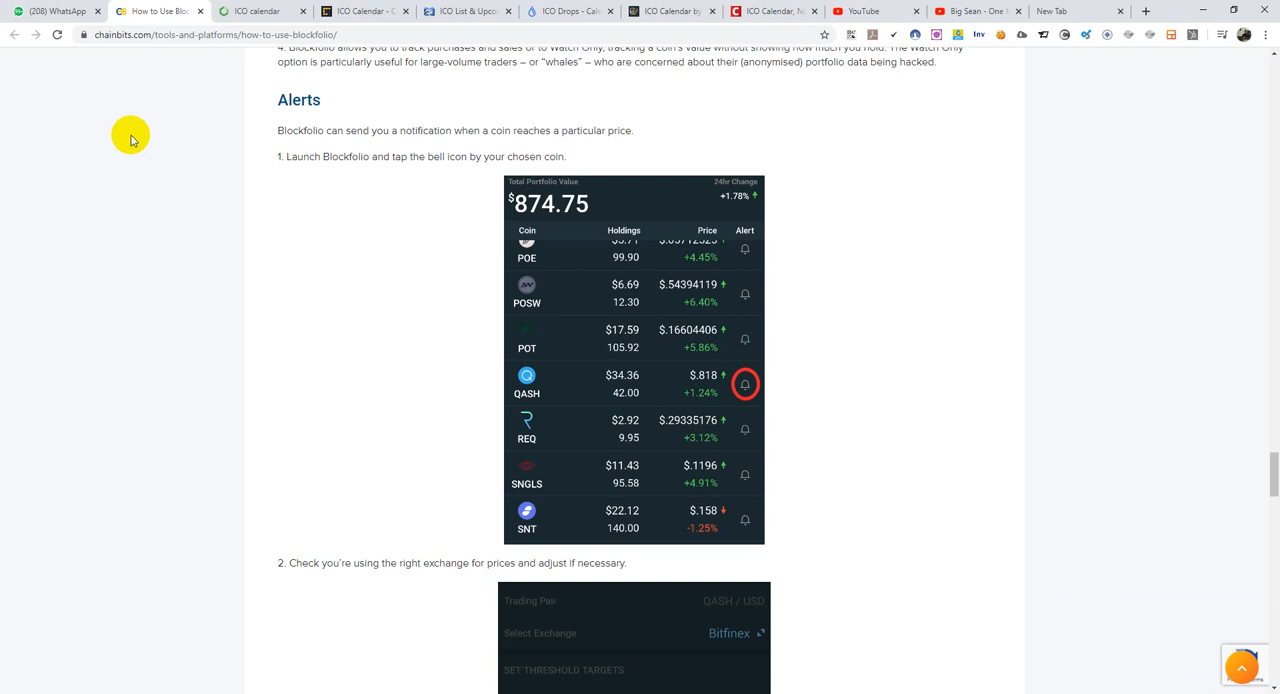 (208) WhatsApp
How to Use Bloc
ICO calendar
ICO Calendar - C
ICO List & Upcon
ICO Drops - Cale
ICO Calendar by
ICO Calendar, N
YouTube
Big Sean - One
New Tab
chainbits.com/tools-and-platforms/how-to-use-blockfolio/
4. Blockfolio allows you to track purchases and sales or to Watch Only, tracking a coin's value without showing how much you hold. The Watch Only
option is particularly useful for large-volume traders – or “whales” – who are concerned about their (anonymised) portfolio data being hacked.
Alerts
Blockfolio can send you a notification when a coin reaches a particular price.
1. Launch Blockfolio and tap the bell icon by your chosen coin.
Total Portfolio Value 24hr Change
$874.75 +1.78%
Coin Holdings Price Alert
POE 99.90 +4.45%
$6.69 $.54394119
POSW 12.30 +6.40%
$17.59 $.16604406
POT 105.92 +5.86%
$34.36 $.818
QASH 42.00 +1.24%
$2.92 $.29335176
REQ 9.95 +3.12%
$11.43 $.1196
SNGLS 95.58 +4.91%
$22.12 $.158
SNT 140.00 -1.25%
2. Check you’re using the right exchange for prices and adjust if necessary.
Trading Pair QASH / USD
Select Exchange Bitfinex
SET THRESHOLD TARGETS